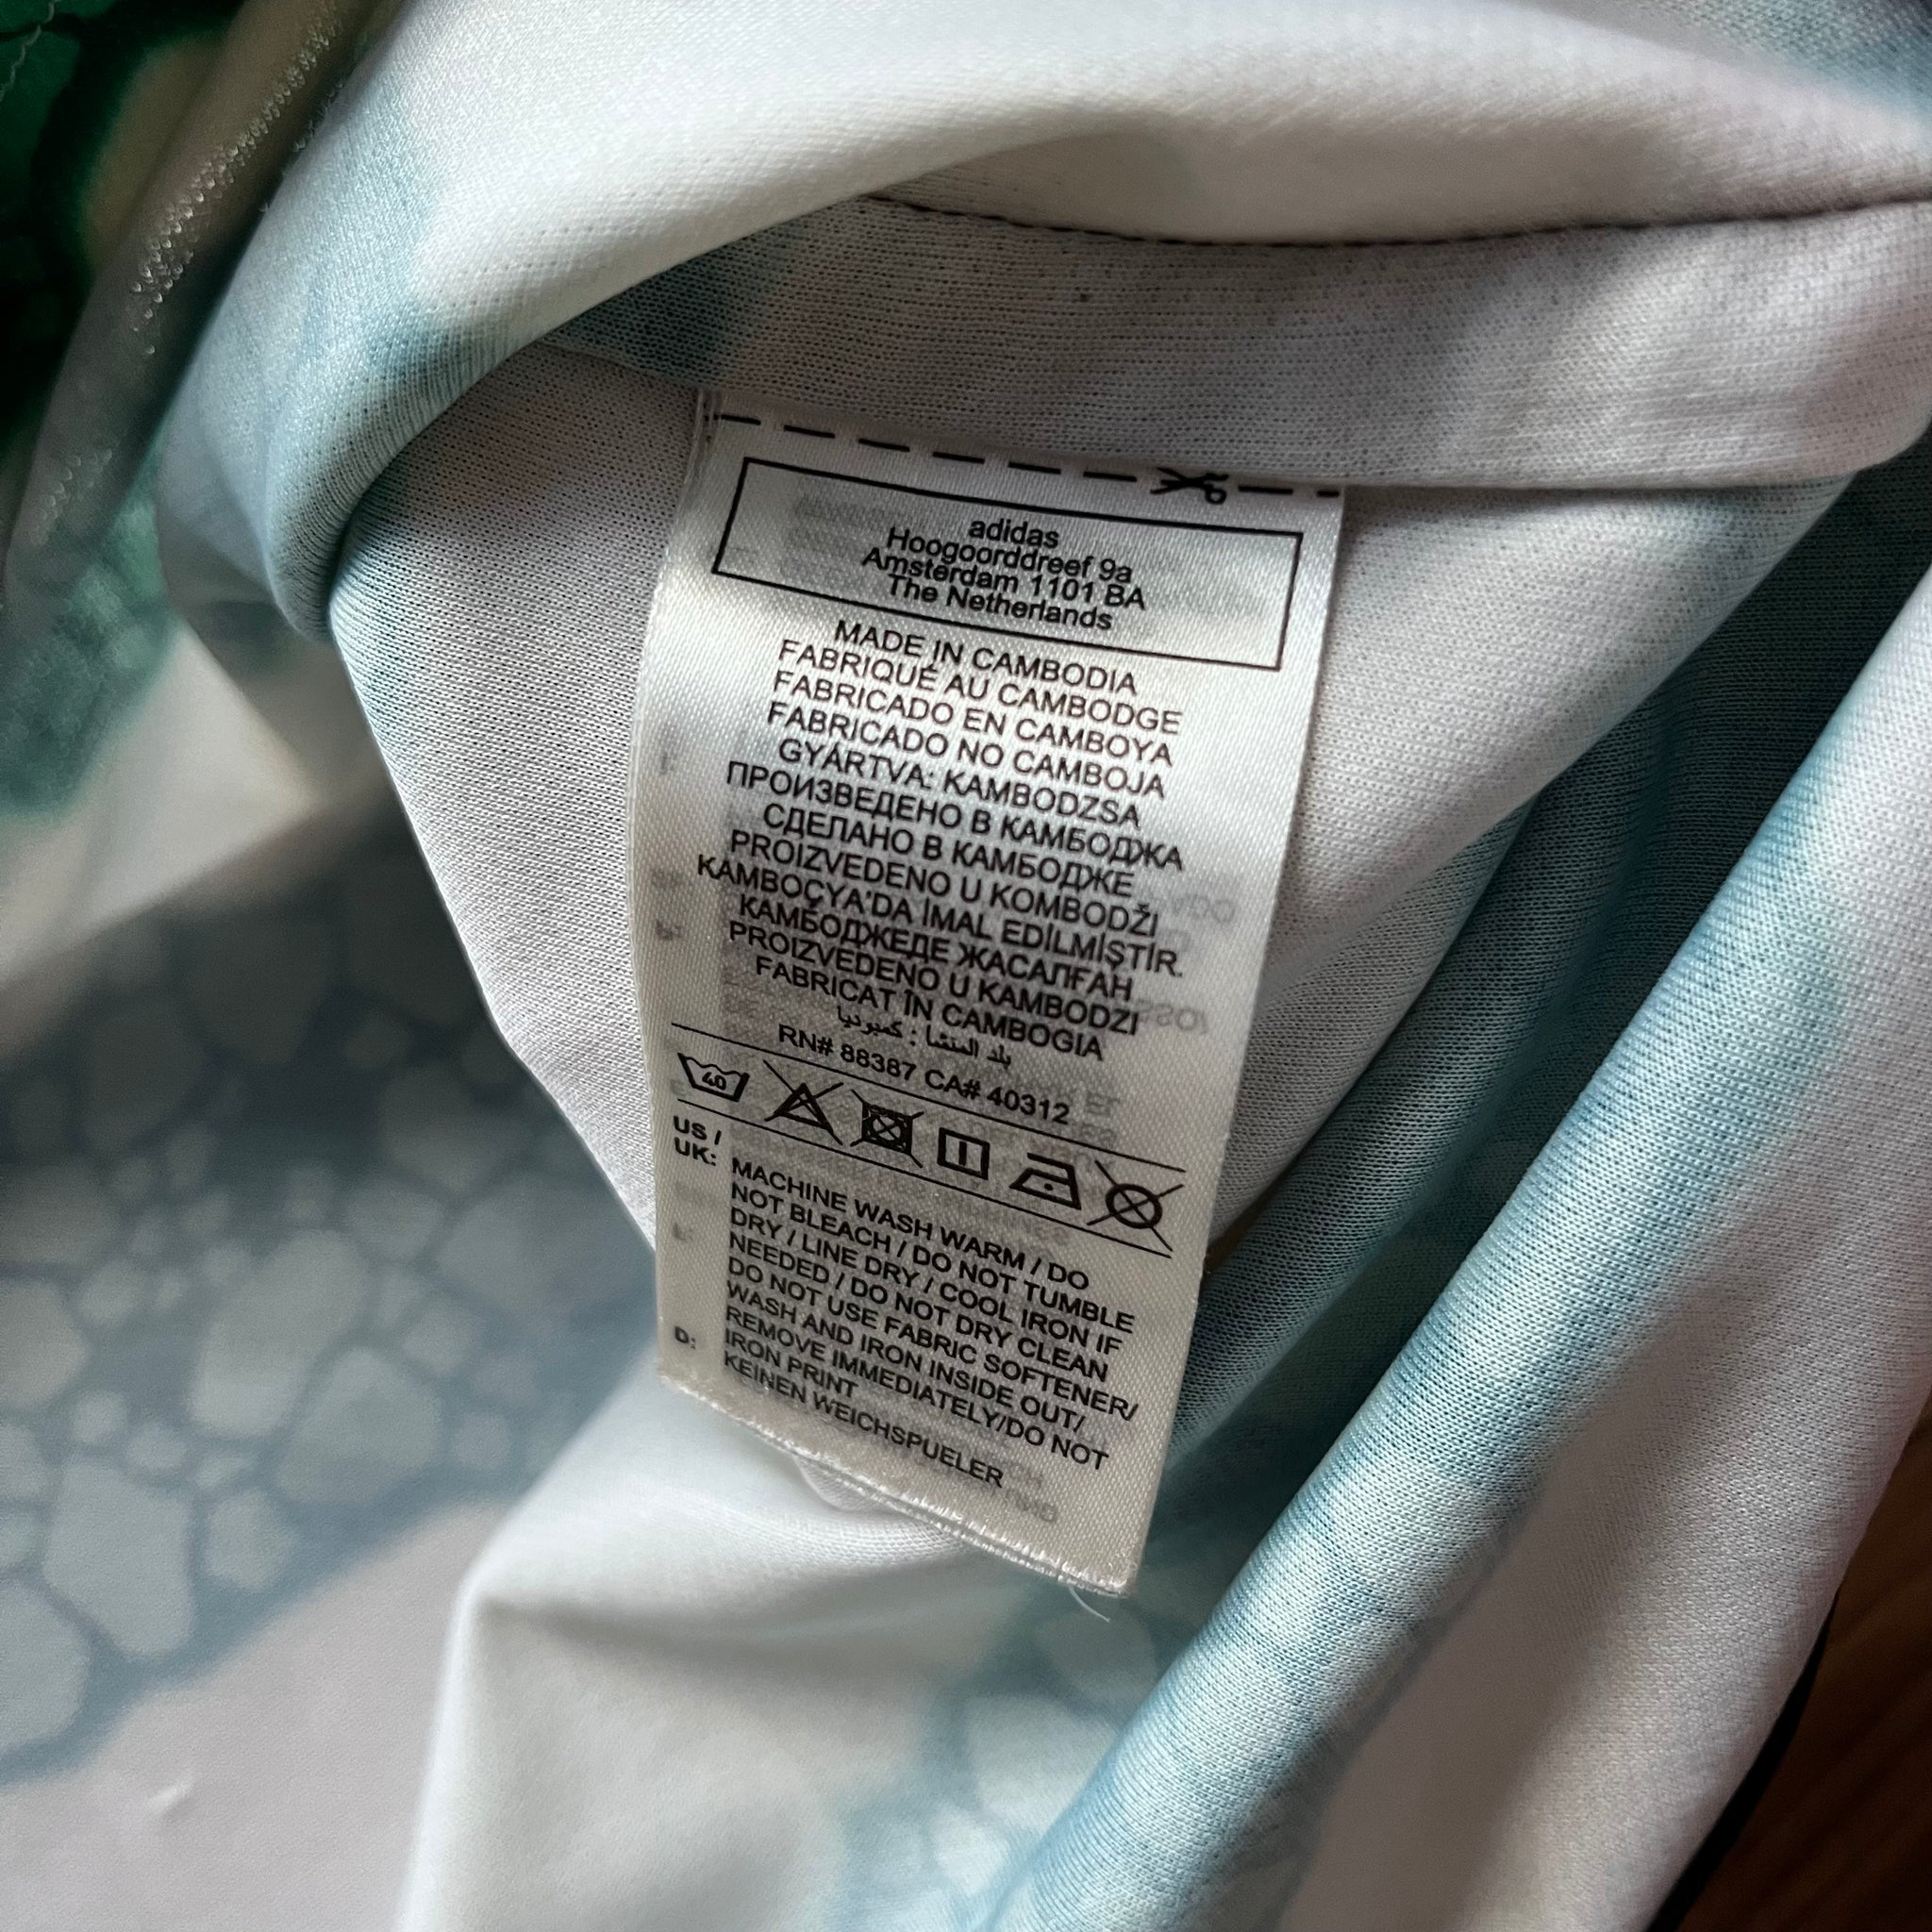 adidas
Hoogoorddreef 9a
Amsterdam 1101 BA
The Netherlands
MADE IN CAMBODIA
FABRIQUÉ AU CAMBODGE
FABRICADO EN CAMBOYA
FABRICADO NO CAMBOJA
GYÁRTVA: KAMBODZSA
ПРОИЗВЕДЕНО В КАМБОДЖА
СДЕЛАНО В КАМБОДЖЕ
PROIZVEDENO U KOMBODŽI
KAMBOÇYA'DA İMAL EDİLMİŞTİR.
КАМБОДЖЕДЕ ЖАСАЛҒАН
PROIZVEDENO U KAMBODZI
FABRICAT ÎN CAMBOGIA
بلد المنشأ : كمبوديا
RN# 88387 CA# 40312
40
US /
UK:
MACHINE WASH WARM / DO
NOT BLEACH / DO NOT TUMBLE
DRY / LINE DRY / COOL IRON IF
NEEDED / DO NOT DRY CLEAN
DO NOT USE FABRIC SOFTENER/
WASH AND IRON INSIDE OUT/
REMOVE IMMEDIATELY/DO NOT
IRON PRINT
D: KEINEN WEICHSPUELER